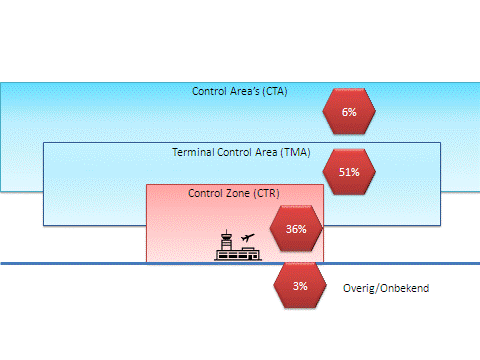 Control Area's (CTA)
6%
Terminal Control Area (TMA)
51%
Control Zone (CTR)
36%
3%
Overig/Onbekend